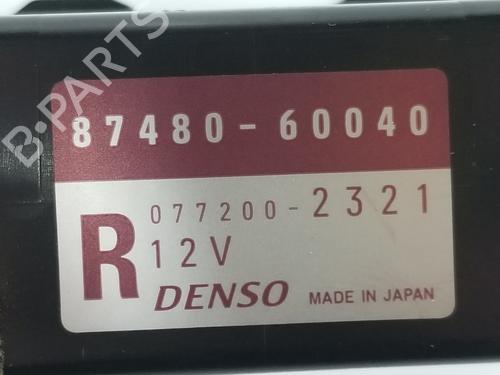 B-PARTS
87480-60040
R
077200-2321
12V
DENSO
MADE IN JAPAN